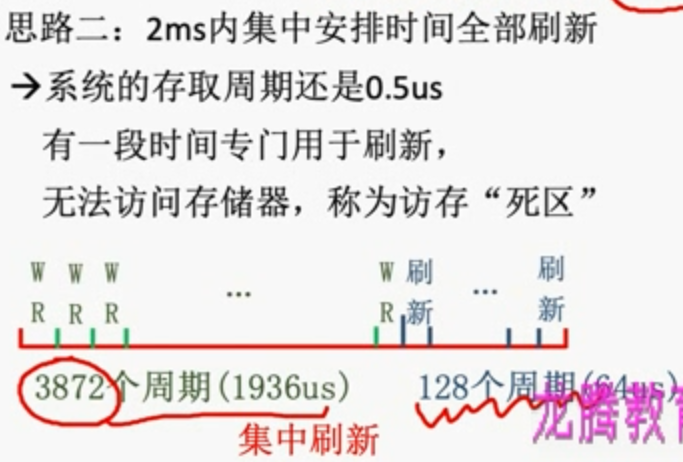 思路二：2ms内集中安排时间全部刷新
→系统的存取周期还是0.5us
有一段时间专门用于刷新，
无法访问存储器，称为访存“死区”
W W W ... W 刷 ... 刷
R R R R 新 新
3872个周期(1936us) 128个周期(64us)
龙腾教育
集中刷新